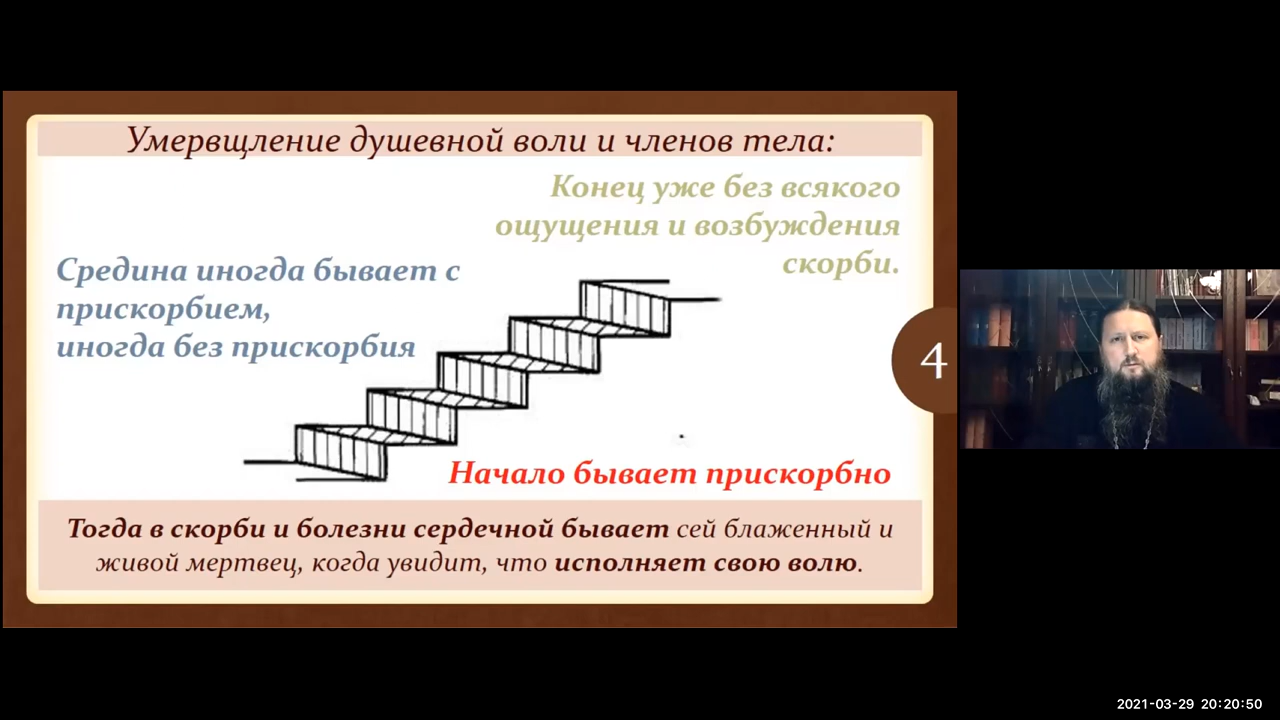 Умервщление душевной воли и членов тела:
Конец уже без всякого
ощущения и возбуждения
скорби.
Средина иногда бывает с
прискорбием,
иногда без прискорбия
4
Начало бывает прискорбно
Тогда в скорби и болезни сердечной бывает сей блаженный и
живой мертвец, когда увидит, что исполняет свою волю.
2021-03-29 20:20:50